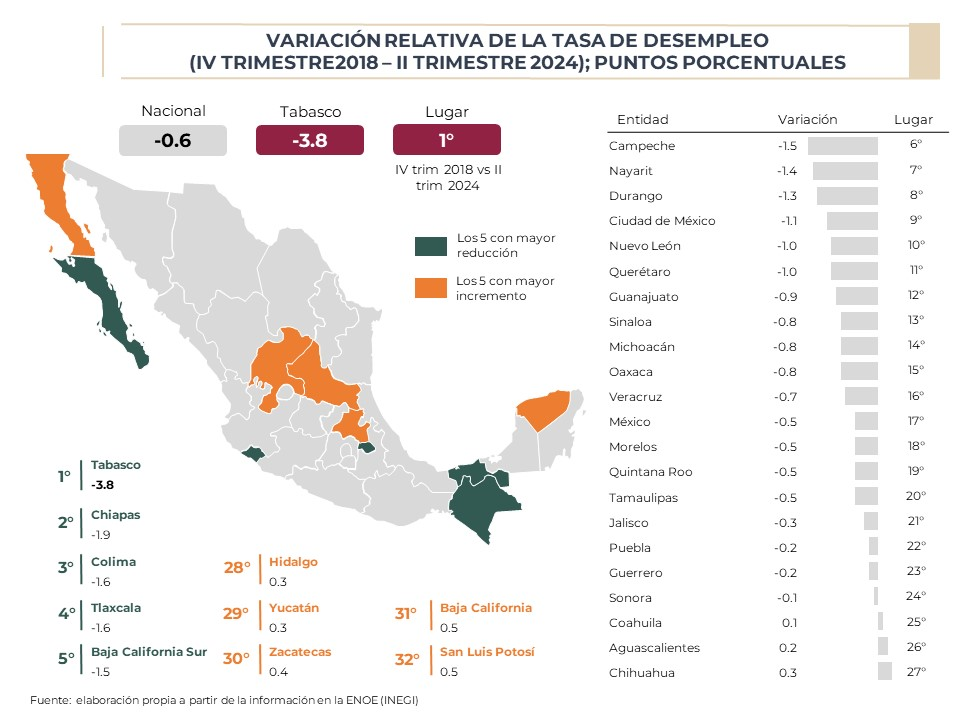 VARIACIÓN RELATIVA DE LA TASA DE DESEMPLEO
(IV TRIMESTRE2018 – II TRIMESTRE 2024); PUNTOS PORCENTUALES
Nacional Tabasco Lugar
-0.6 -3.8 1°
IV trim 2018 vs II
trim 2024
Los 5 con mayor
reducción
Los 5 con mayor
incremento
1° Tabasco
-3.8
2° Chiapas
-1.9
3° Colima
-1.6
4° Tlaxcala
-1.6
5° Baja California Sur
-1.5
28° Hidalgo
0.3
29° Yucatán
0.3
30° Zacatecas
0.4
31° Baja California
0.5
32° San Luis Potosí
0.5
Entidad Variación Lugar
Campeche -1.5 6°
Nayarit -1.4 7°
Durango -1.3 8°
Ciudad de México -1.1 9°
Nuevo León -1.0 10°
Querétaro -1.0 11°
Guanajuato -0.9 12°
Sinaloa -0.8 13°
Michoacán -0.8 14°
Oaxaca -0.8 15°
Veracruz -0.7 16°
México -0.5 17°
Morelos -0.5 18°
Quintana Roo -0.5 19°
Tamaulipas -0.5 20°
Jalisco -0.3 21°
Puebla -0.2 22°
Guerrero -0.2 23°
Sonora -0.1 24°
Coahuila 0.1 25°
Aguascalientes 0.2 26°
Chihuahua 0.3 27°
Fuente: elaboración propia a partir de la información en la ENOE (INEGI)